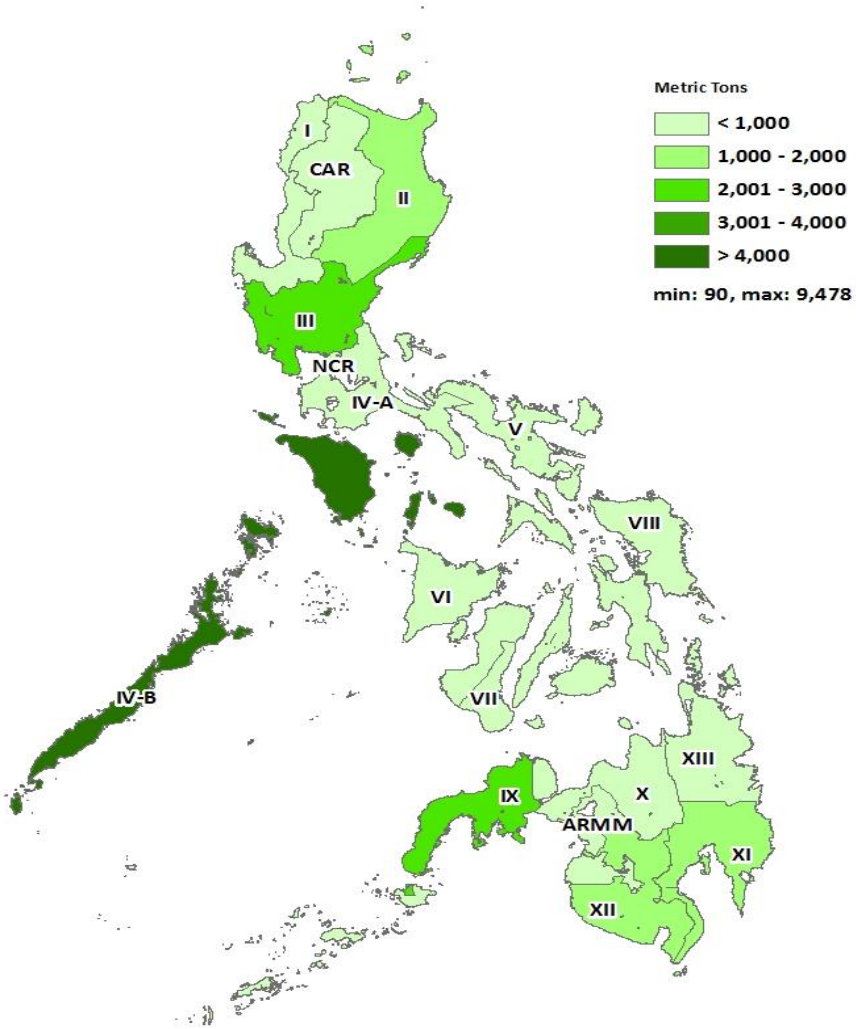 Metric Tons
< 1,000
1,000 - 2,000
2,001 - 3,000
3,001 - 4,000
> 4,000
min: 90, max: 9,478
I
CAR
II
III
NCR
IV-A
V
VIII
VI
IV-B
VII
XIII
IX
X
ARMM
XI
XII